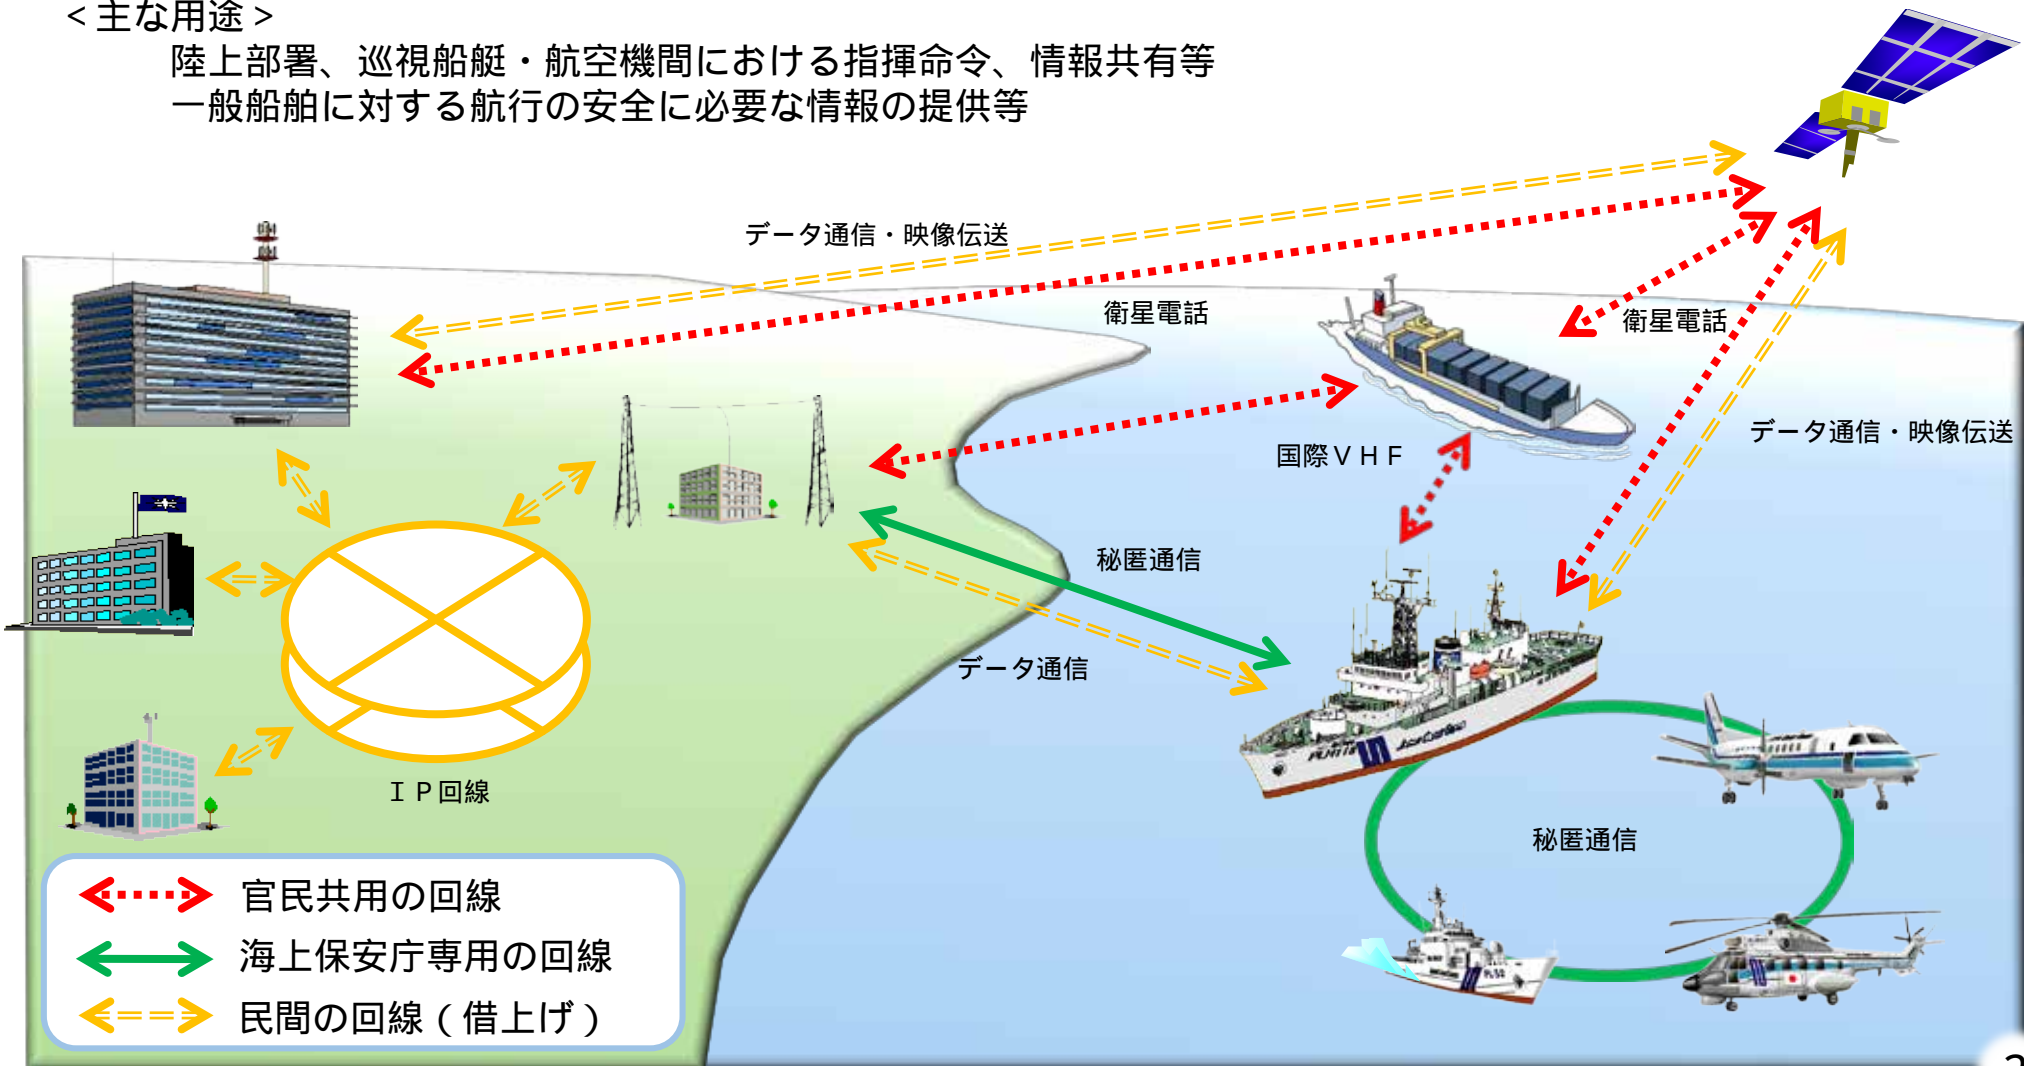 ＜主な用途＞
陸上部署、巡視船艇・航空機間における指揮命令、情報共有等
一般船舶に対する航行の安全に必要な情報の提供等
データ通信・映像伝送
衛星電話
衛星電話
データ通信・映像伝送
国際ＶＨＦ
秘匿通信
データ通信
ＩＰ回線
秘匿通信
官民共用の回線
海上保安庁専用の回線
民間の回線（借上げ）